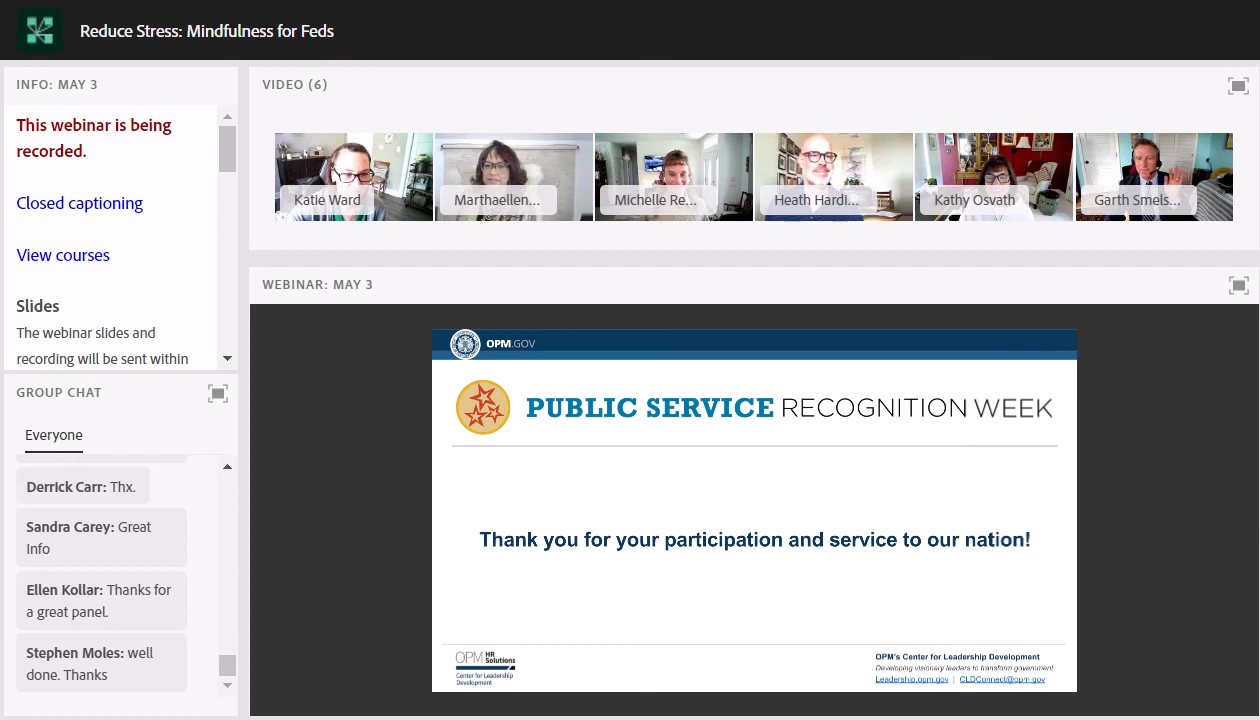 Reduce Stress: Mindfulness for Feds
INFO: MAY 3
This webinar is being
recorded.
Closed captioning
View courses
Slides
The webinar slides and
recording will be sent within
GROUP CHAT
Everyone
Derrick Carr: Thx.
Sandra Carey: Great
Info
Ellen Kollar: Thanks for
a great panel.
Stephen Moles: well
done. Thanks
VIDEO (6)
Katie Ward
Marthaellen...
Michelle Re...
Heath Hardi...
Kathy Osvath
Garth Smels...
WEBINAR: MAY 3
OPM.GOV
PUBLIC SERVICE RECOGNITION WEEK
Thank you for your participation and service to our nation!
OPM HR Solutions
Center for Leadership
Development
OPM's Center for Leadership Development
Developing visionary leaders to transform government
Leadership.opm.gov | CLDConnect@opm.gov